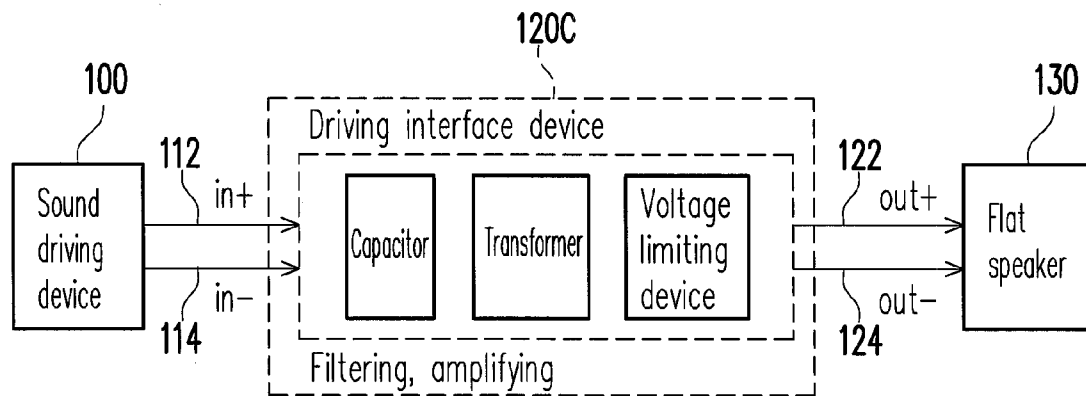 120C
100
130
Driving interface device
112
in+
122
out+
Sound
driving
device
Capacitor
Transformer
Voltage
limiting
device
Flat
speaker
in-
114
out-
124
Filtering, amplifying